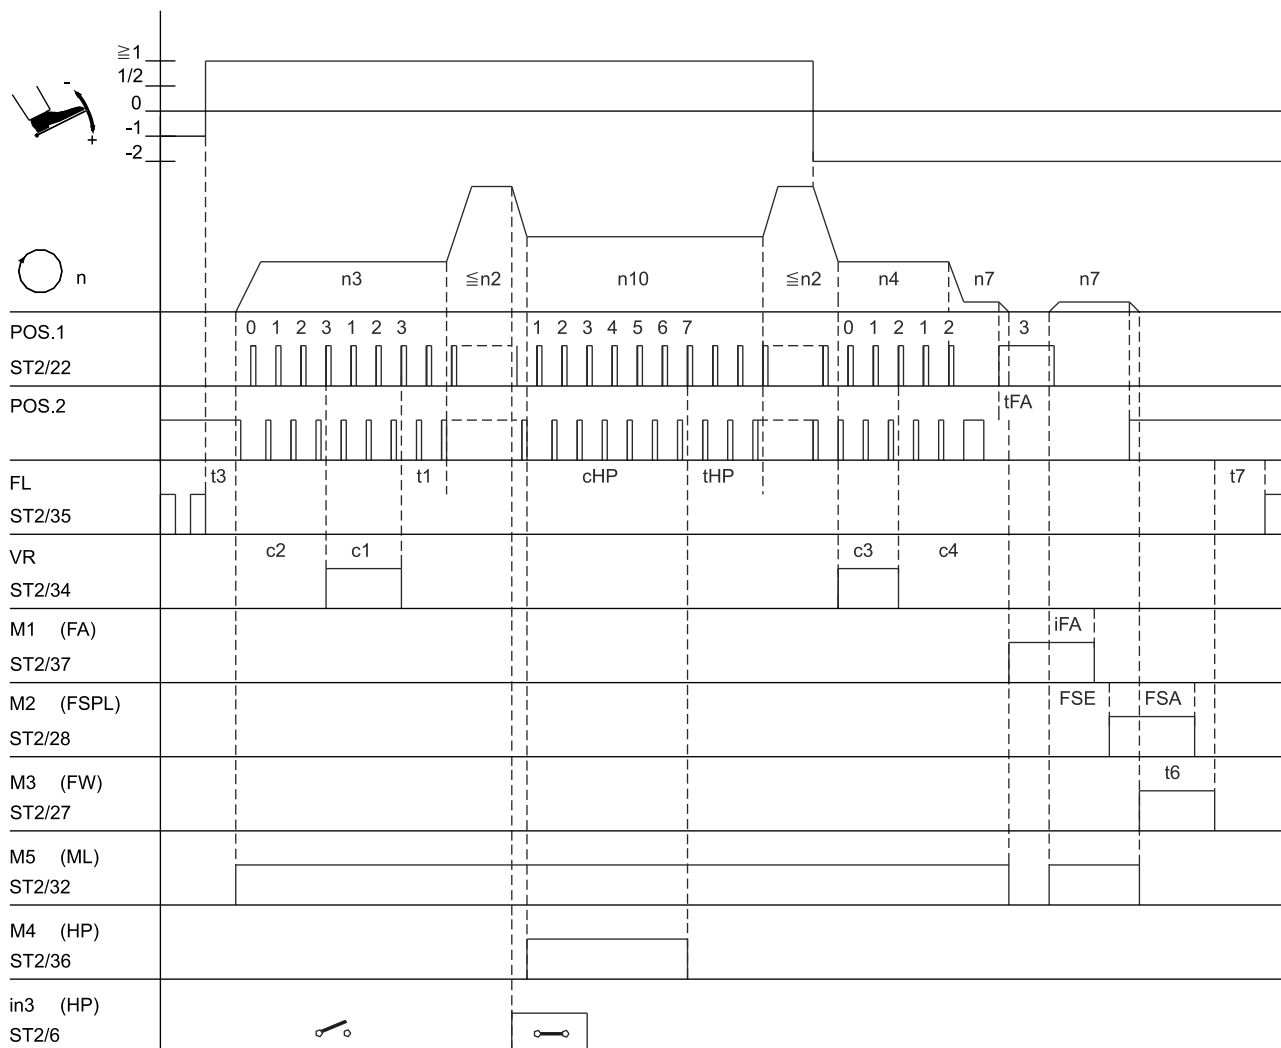 ≧1
1/2
0
-1
-2
-
+
n
n3
≦n2
n10
≦n2
n4
n7
n7
POS.1
0 1 2 3 1 2 3
1 2 3 4 5 6 7
0 1 2 1 2
3
ST2/22
POS.2
tFA
FL
t3
t1
cHP
tHP
t7
ST2/35
VR
c2
c1
c3
c4
ST2/34
M1 (FA)
iFA
ST2/37
M2 (FSPL)
FSE
FSA
ST2/28
M3 (FW)
t6
ST2/27
M5 (ML)
ST2/32
M4 (HP)
ST2/36
in3 (HP)
ST2/6